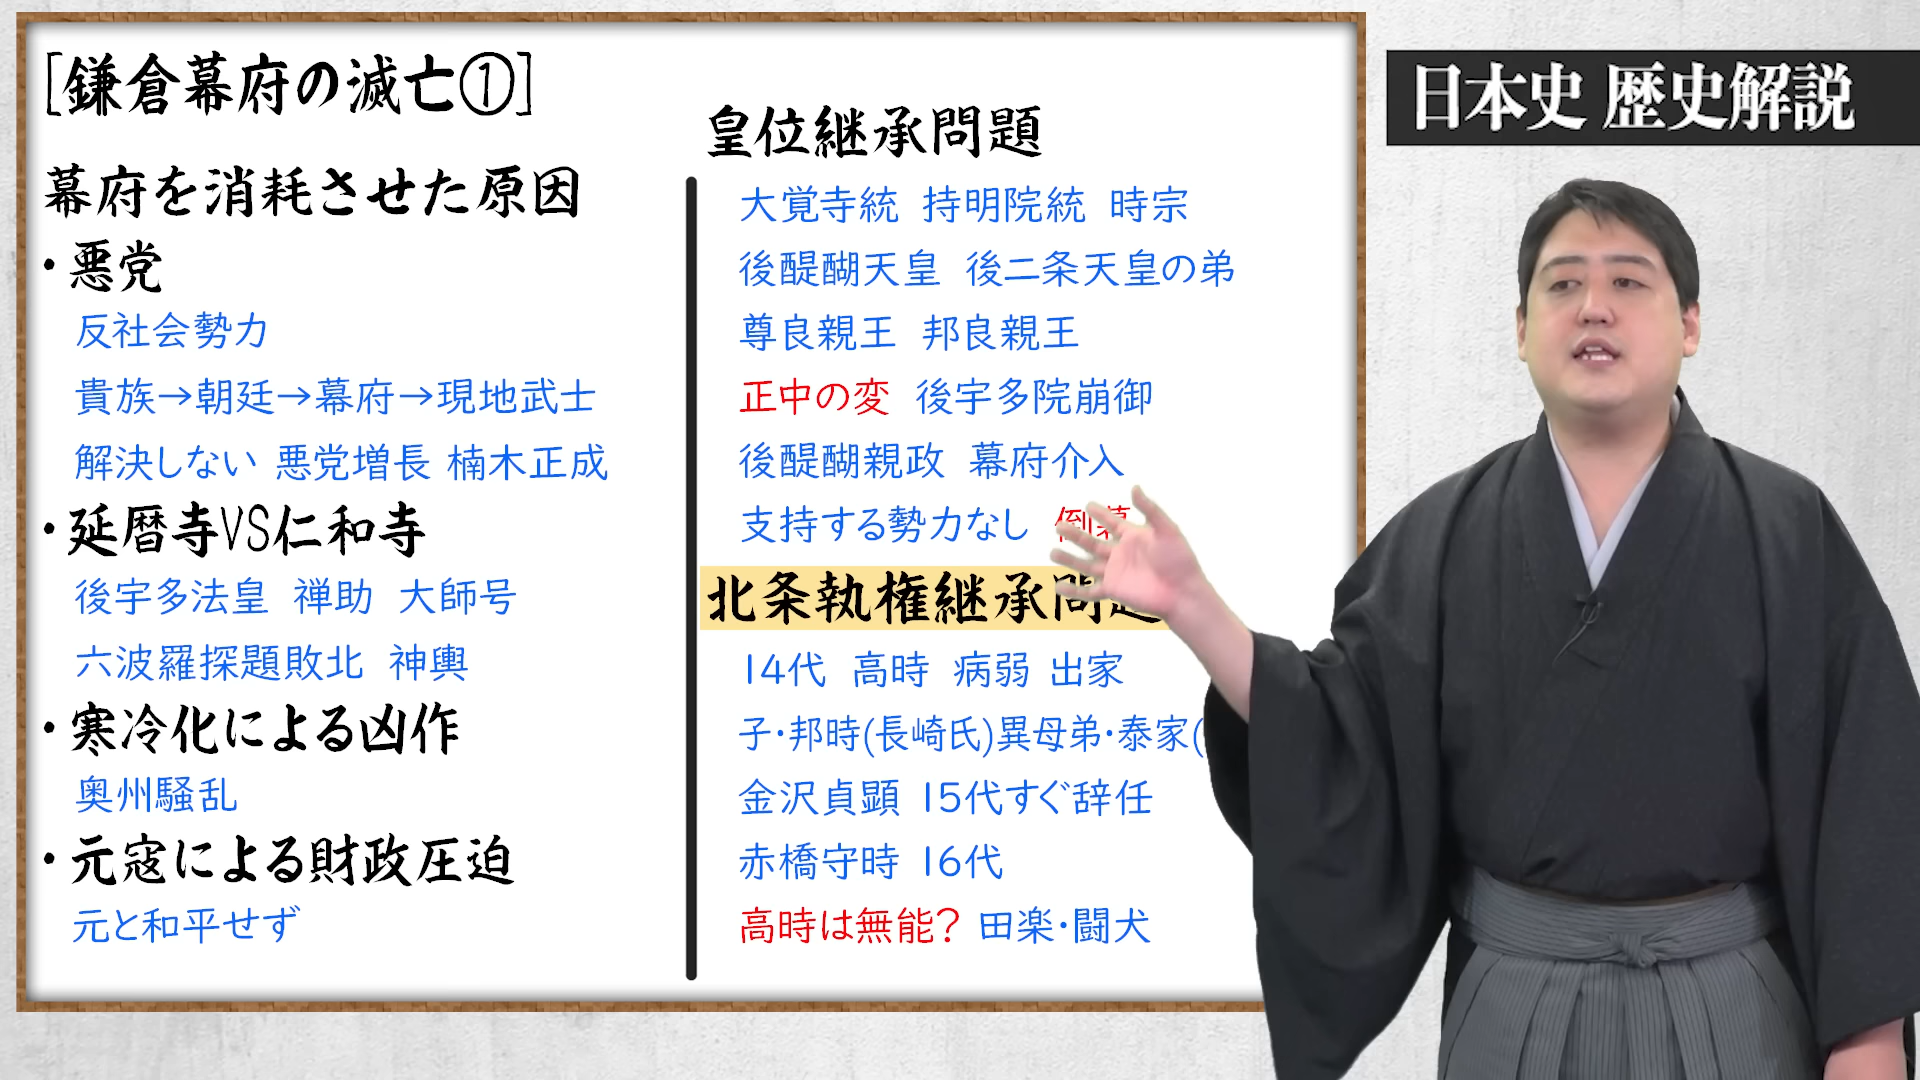 [鎌倉幕府の滅亡①]
幕府を消耗させた原因
・悪党
反社会勢力
貴族→朝廷→幕府→現地武士
解決しない 悪党増長 楠木正成
・延暦寺VS仁和寺
後宇多法皇 禅助 大師号
六波羅探題敗北 神輿
・寒冷化による凶作
奥州騒乱
・元寇による財政圧迫
元と和平せず
皇位継承問題
大覚寺統 持明院統 時宗
後醍醐天皇 後二条天皇の弟
尊良親王 邦良親王
正中の変 後宇多院崩御
後醍醐親政 幕府介入
支持する勢力なし 倒幕
北条執権継承問題
14代 高時 病弱 出家
子・邦時(長崎氏)異母弟・泰家(
金沢貞顕 15代すぐ辞任
赤橋守時 16代
高時は無能? 田楽・闘犬
日本史 歴史解説